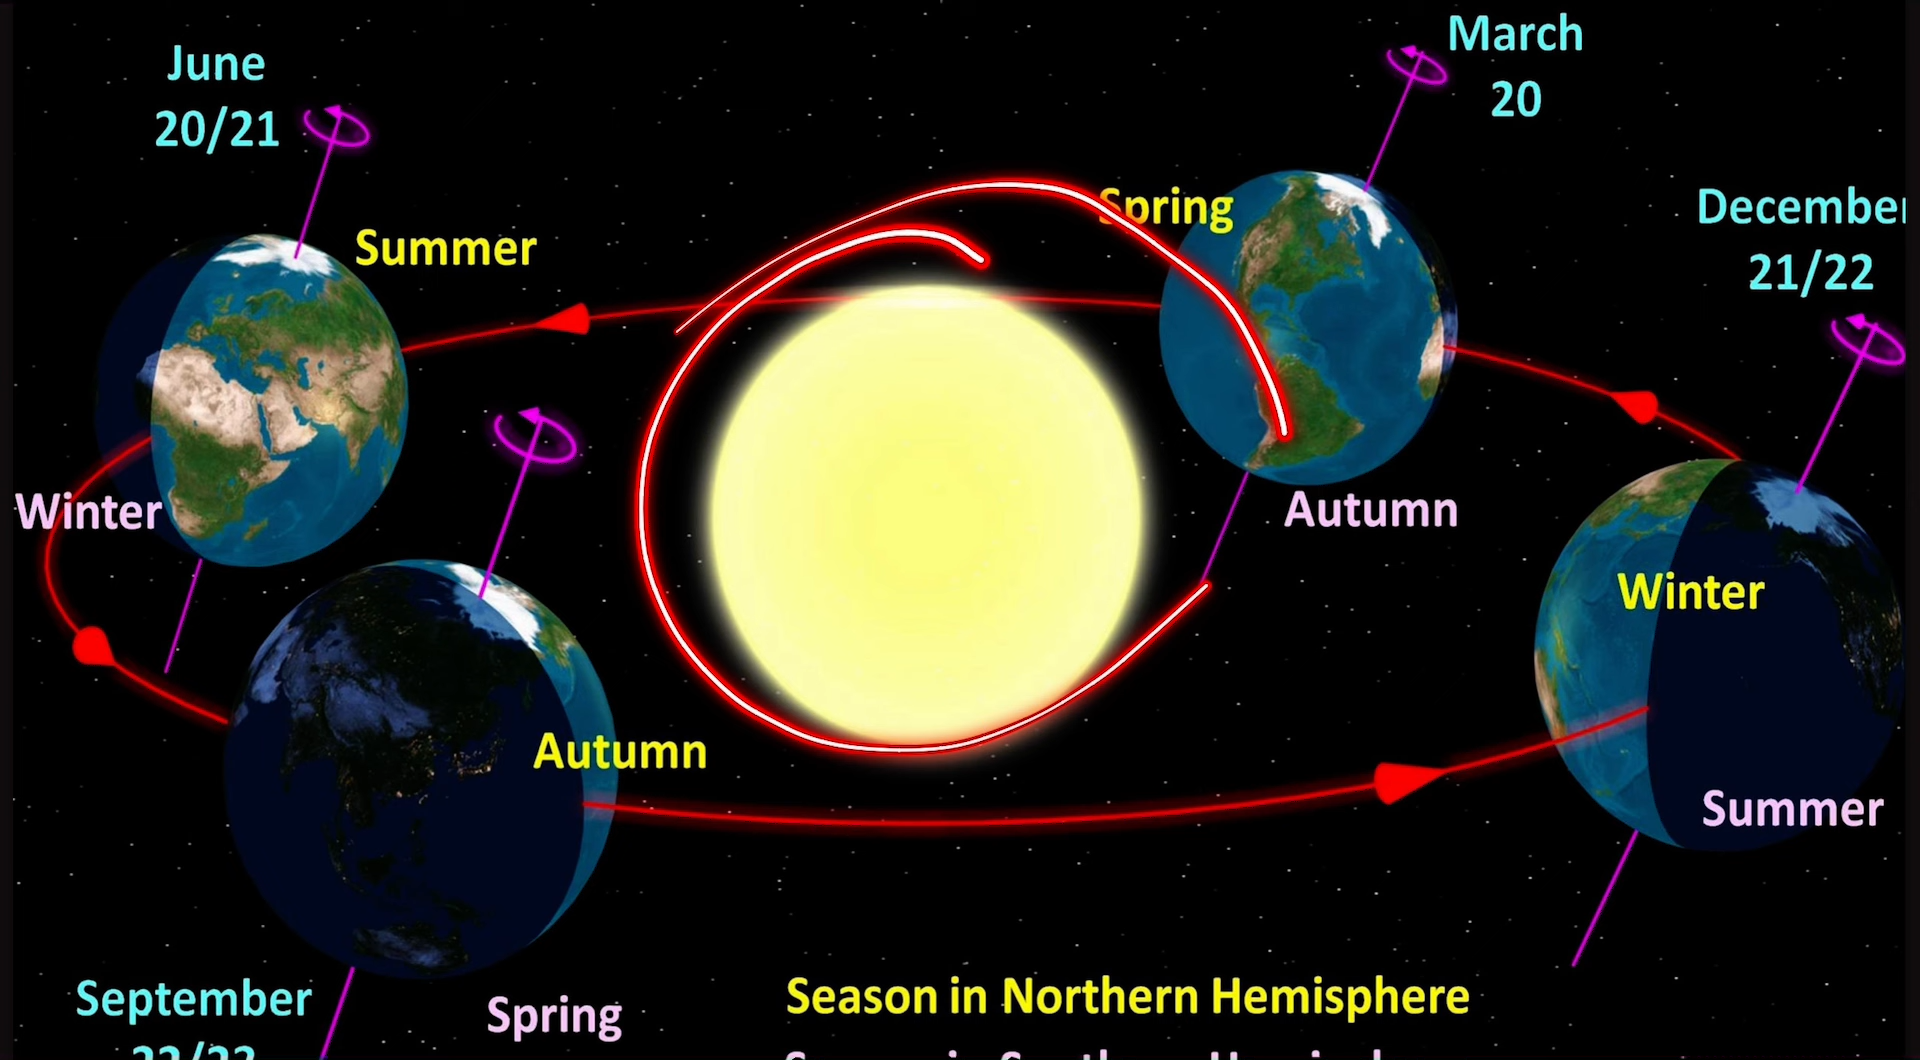 June
20/21
March
20
Spring
Summer
December
21/22
Winter
Autumn
Winter
Autumn
Summer
September
Spring
Season in Northern Hemisphere